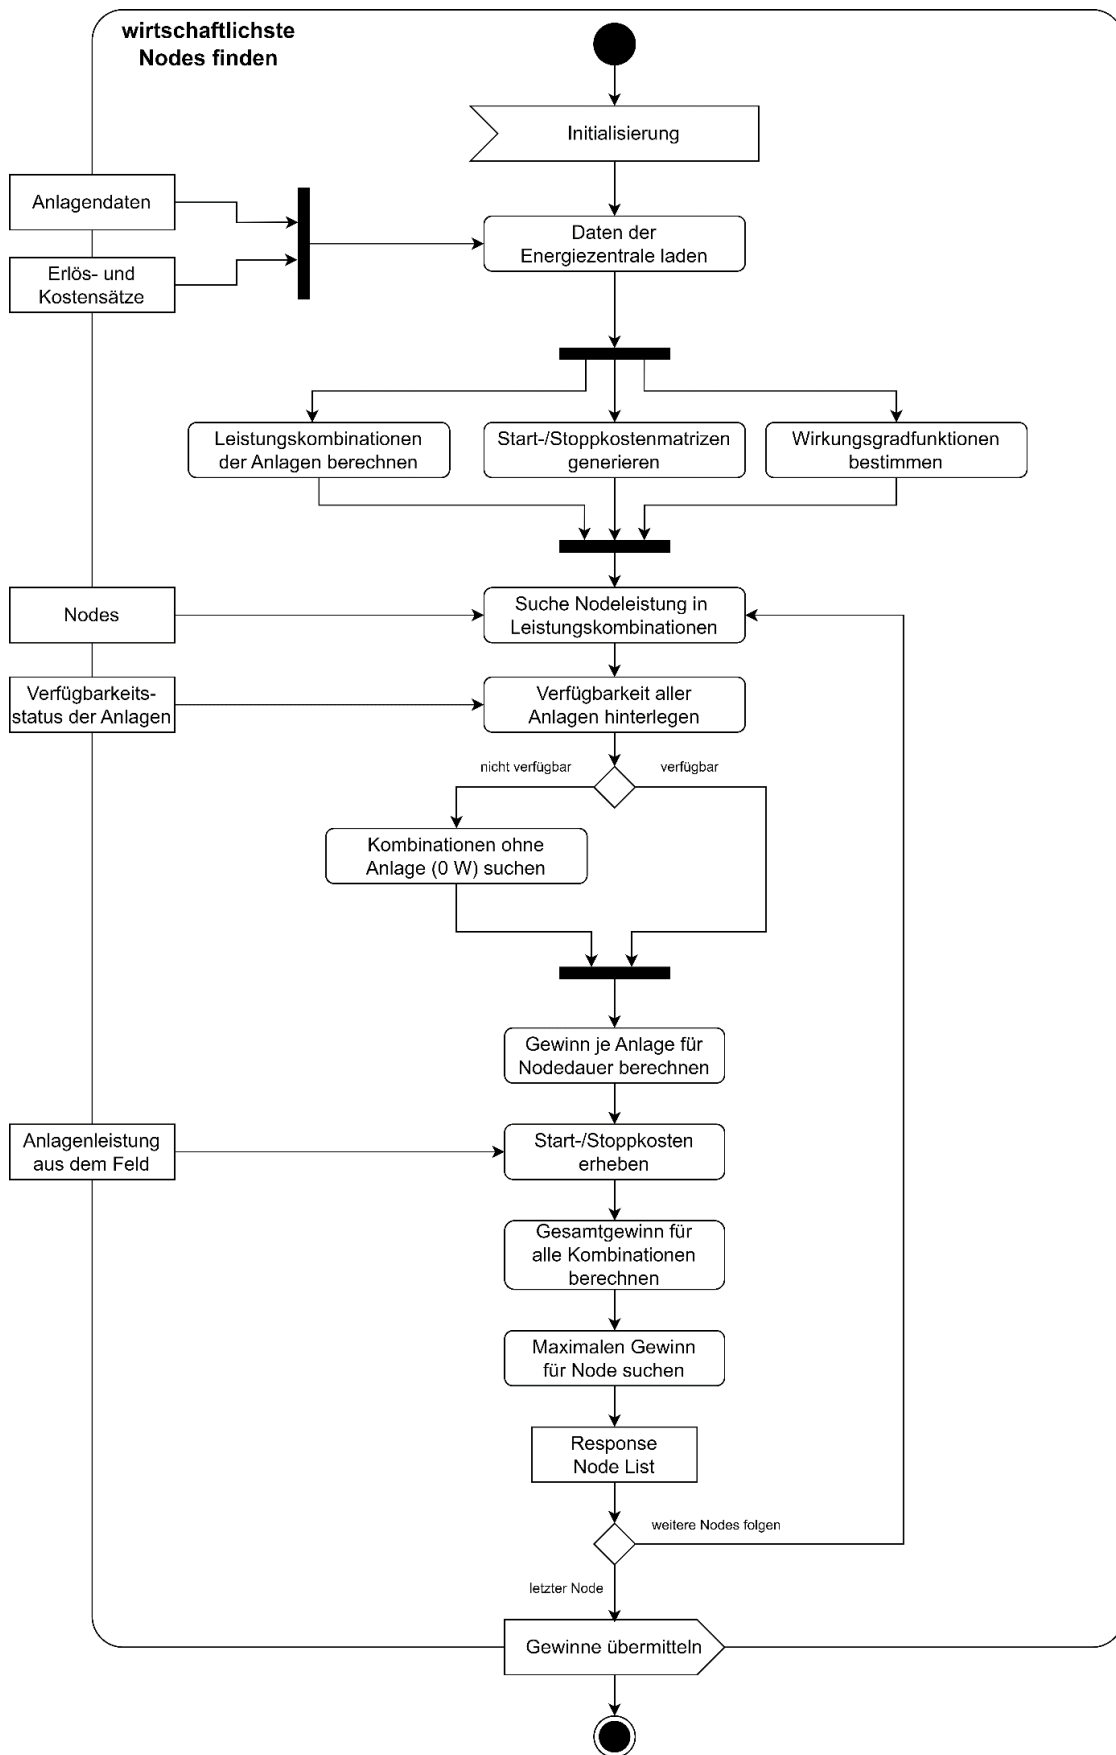 wirtschaftlichste
Nodes finden
Initialisierung
Anlagendaten
Erlös- und
Kostensätze
Daten der
Energiezentrale laden
Leistungskombinationen
der Anlagen berechnen
Start-/Stoppkostenmatrizen
generieren
Wirkungsgradfunktionen
bestimmen
Nodes
Suche Nodeleistung in
Leistungskombinationen
Verfügbarkeits-
status der Anlagen
Verfügbarkeit aller
Anlagen hinterlegen
nicht verfügbar
verfügbar
Kombinationen ohne
Anlage (0 W) suchen
Gewinn je Anlage für
Nodedauer berechnen
Anlagenleistung
aus dem Feld
Start-/Stoppkosten
erheben
Gesamtgewinn für
alle Kombinationen
berechnen
Maximalen Gewinn
für Node suchen
Response
Node List
weitere Nodes folgen
letzter Node
Gewinne übermitteln